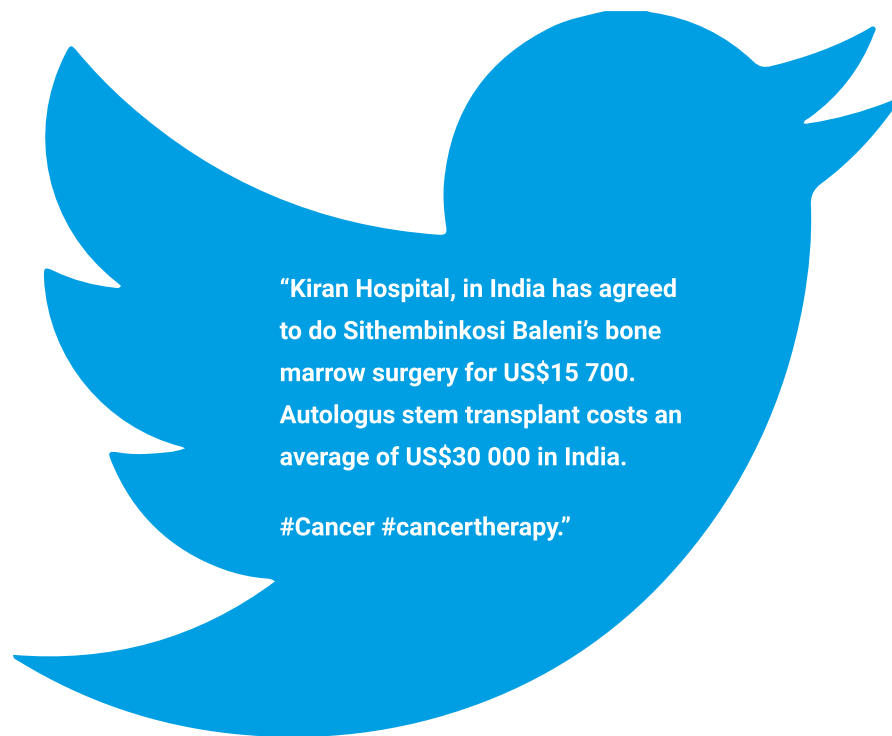 “Kiran Hospital, in India has agreed
to do Sithembinkosi Baleni’s bone
marrow surgery for US$15 700.
Autologus stem transplant costs an
average of US$30 000 in India.
#Cancer #cancertherapy.”